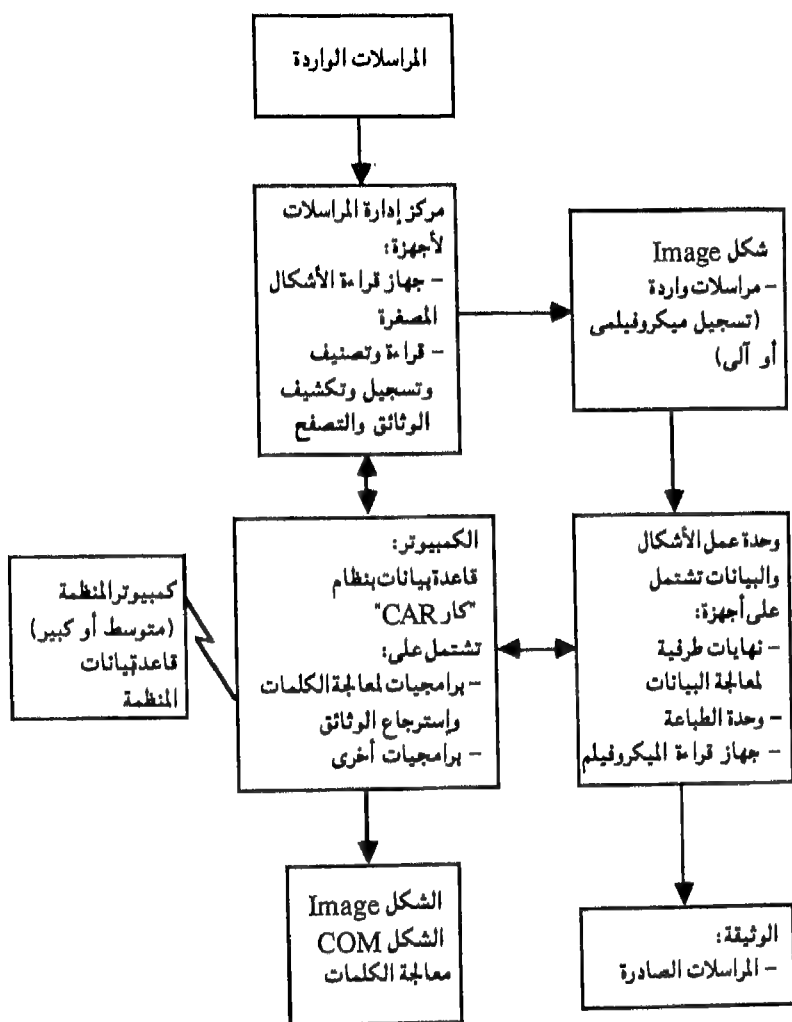 المراسلات الواردة
مركز إدارة المراسلات
لأجهزة:
- جهاز قراءة الأشكال
المصغرة
- قراءة وتصنيف
وتسجيل وتكشيف
الوثائق والتصفح
شكل Image
- مراسلات واردة
(تسجيل ميكروفيلمى
أو آلى)
كمبيوتر المنظمة
(متوسط أو كبير)
قاعدة بيانات
المنظمة
الكمبيوتر:
قاعدة بيانات بنظام
"كار CAR"
تشتمل على:
- برامجيات لمعالجة الكلمات
وإسترجاع الوثائق
- برامجيات أخرى
وحدة عمل الأشكال
والبيانات تشتمل
على أجهزة:
- نهايات طرفية
لمعالجة البيانات
- وحدة الطباعة
- جهاز قراءة الميكروفيلم
الشكل Image
الشكل COM
معالجة الكلمات
الوثيقة:
- المراسلات الصادرة